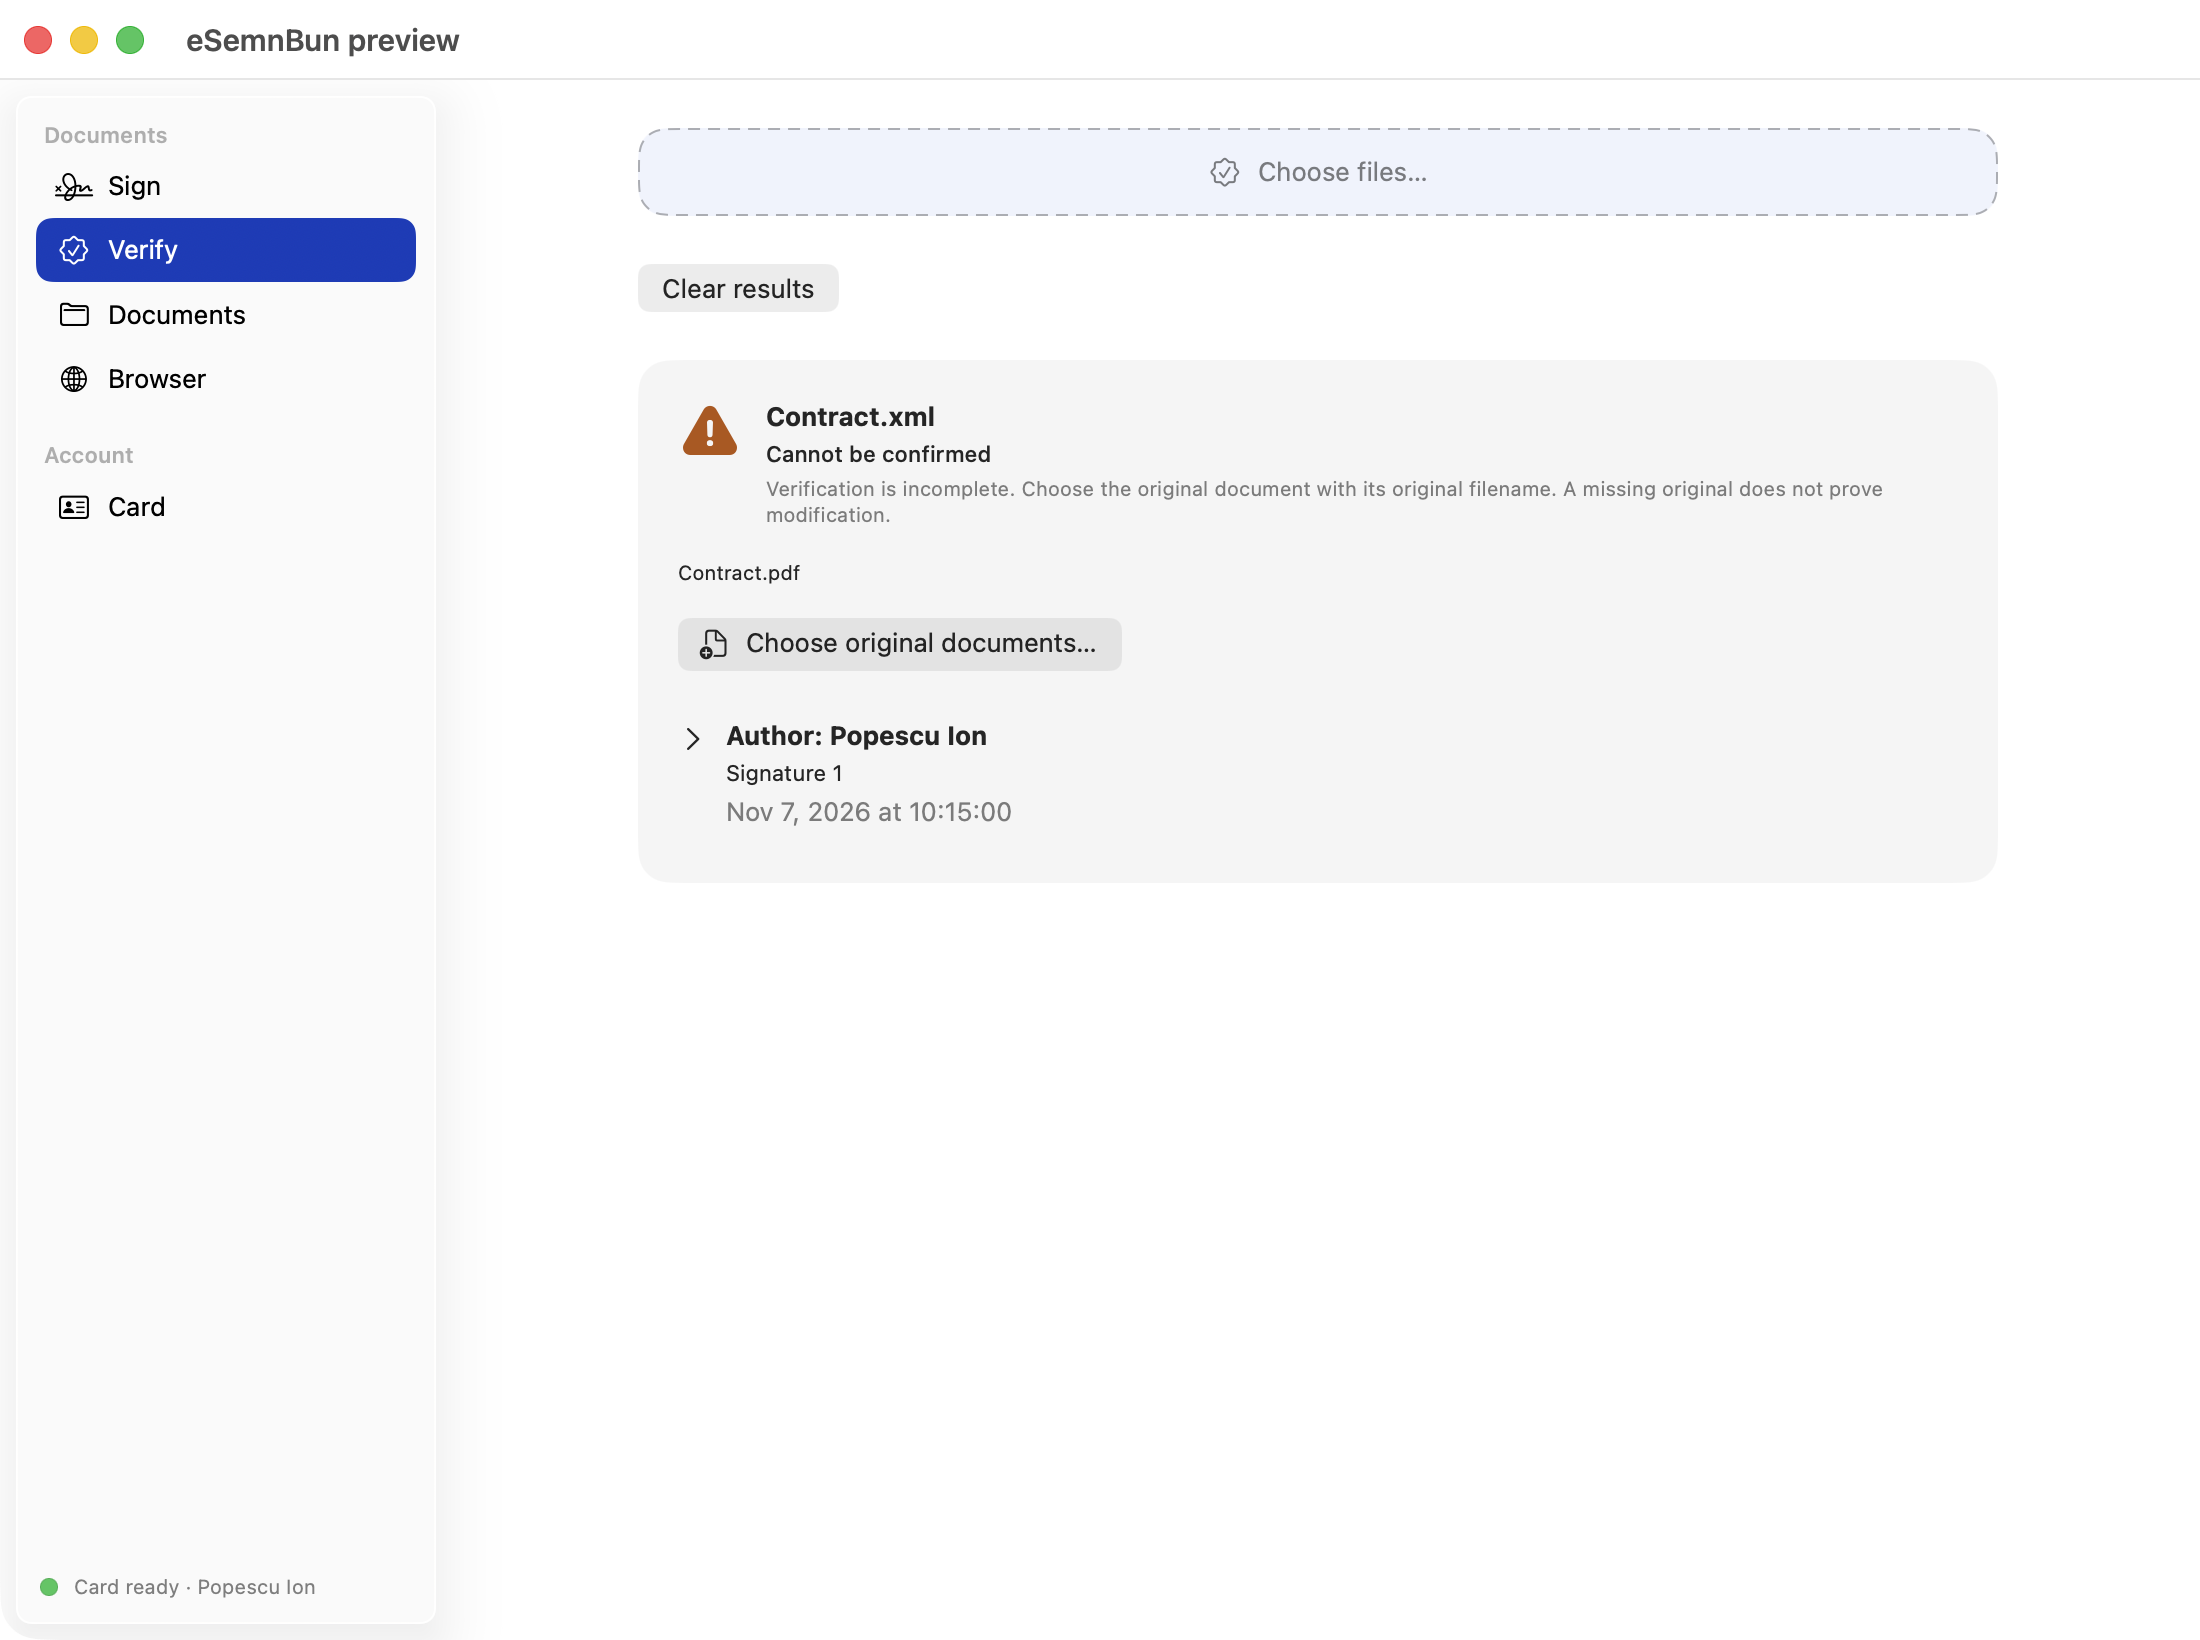 eSemnBun preview
Documents
Sign
Verify
Documents
Browser
Account
Card
Card ready · Popescu Ion
Choose files...
Clear results
Contract.xml
Cannot be confirmed
Verification is incomplete. Choose the original document with its original filename. A missing original does not prove
modification.
Contract.pdf
Choose original documents...
Author: Popescu Ion
Signature 1
Nov 7, 2026 at 10:15:00